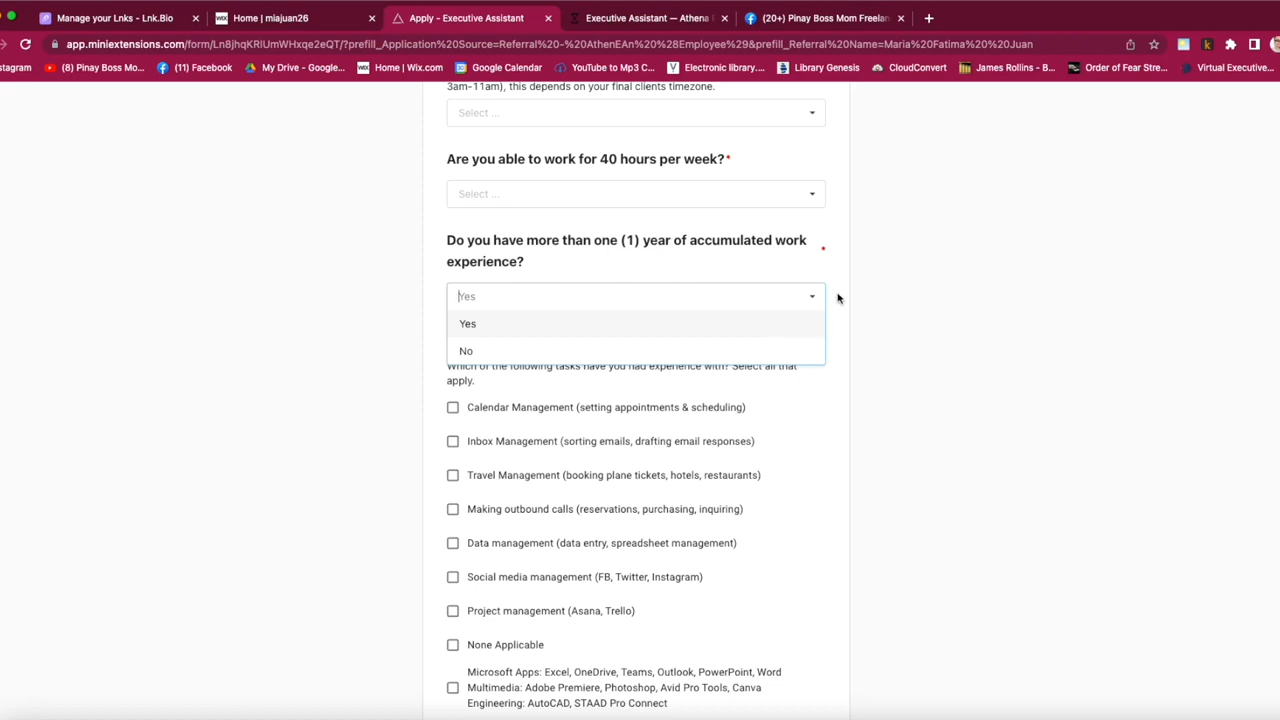 Manage your Lnks - Lnk.Bio
Home | miajuan26
Apply - Executive Assistant
Executive Assistant — Athena
(20+) Pinay Boss Mom Freelan
app.miniextensions.com/form/Ln8jhqKRlUmWHxqe2eQT/?prefill_Application%20Source=Referral%20-%20AthenEAn%20%28Employee%29&prefill_Referral%20Name=Maria%20Fatima%20%20Juan
stagram
(8) Pinay Boss Mo...
(11) Facebook
My Drive - Google...
Home | Wix.com
Google Calendar
YouTube to Mp3 C...
Electronic library....
Library Genesis
CloudConvert
James Rollins - B...
Order of Fear Stre...
Virtual Executive...
3am-11am), this depends on your final clients timezone.
Select ...
Are you able to work for 40 hours per week?*
Select ...
Do you have more than one (1) year of accumulated work
experience? *
Yes
Yes
No
Which of the following tasks have you had experience with? Select all that
apply.
Calendar Management (setting appointments & scheduling)
Inbox Management (sorting emails, drafting email responses)
Travel Management (booking plane tickets, hotels, restaurants)
Making outbound calls (reservations, purchasing, inquiring)
Data management (data entry, spreadsheet management)
Social media management (FB, Twitter, Instagram)
Project management (Asana, Trello)
None Applicable
Microsoft Apps: Excel, OneDrive, Teams, Outlook, PowerPoint, Word
Multimedia: Adobe Premiere, Photoshop, Avid Pro Tools, Canva
Engineering: AutoCAD, STAAD Pro Connect